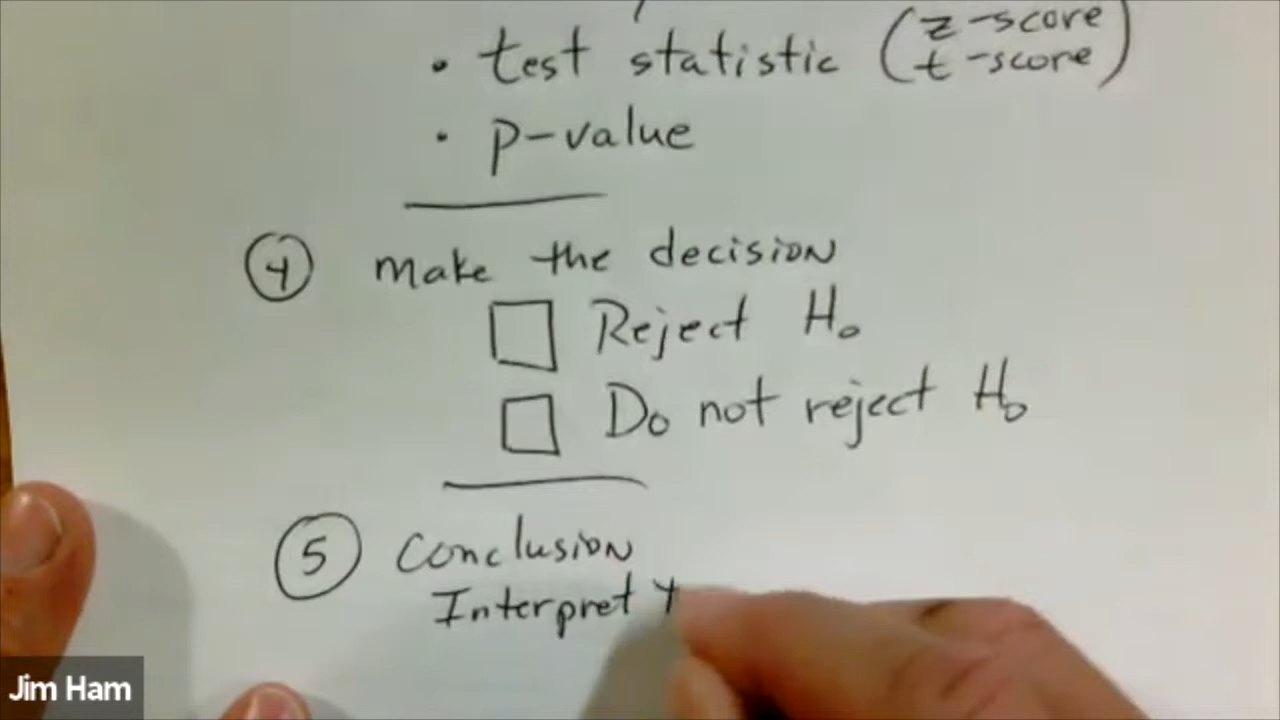 • test statistic (z-score
t-score)
• p-value
④ make the decision
Reject H₀
Do not reject H₀
⑤ Conclusion
Interpret
Jim Ham